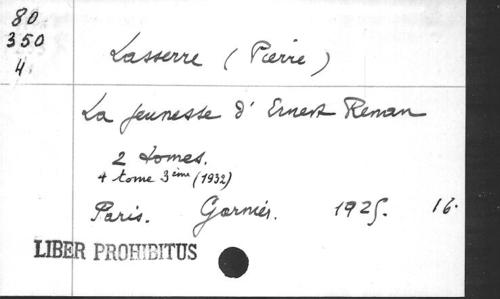 80
350
4.
Lasserre (Pierre)
La jeunesse d' Ernest Renan
2 tomes.
+ tome 3ème (1932)
Paris. Garnier. 1925. 16.
LIBER PROHIBITUS